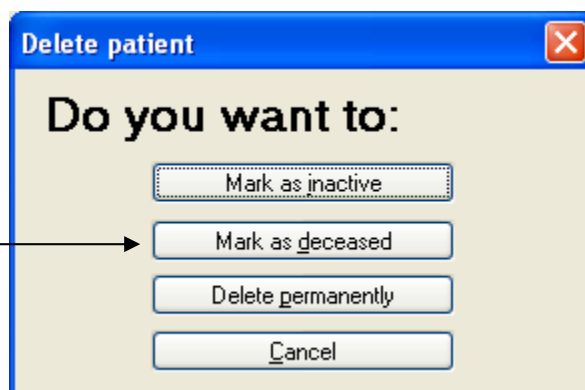 Delete patient
Do you want to:
Mark as inactive
Mark as deceased
Delete permanently
Cancel